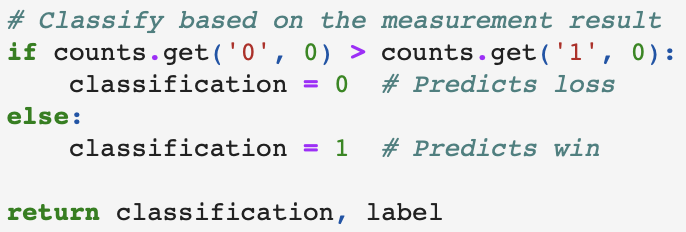 # Classify based on the measurement result
if counts.get('0', 0) > counts.get('1', 0):
    classification = 0  # Predicts loss
else:
    classification = 1  # Predicts win

return classification, label